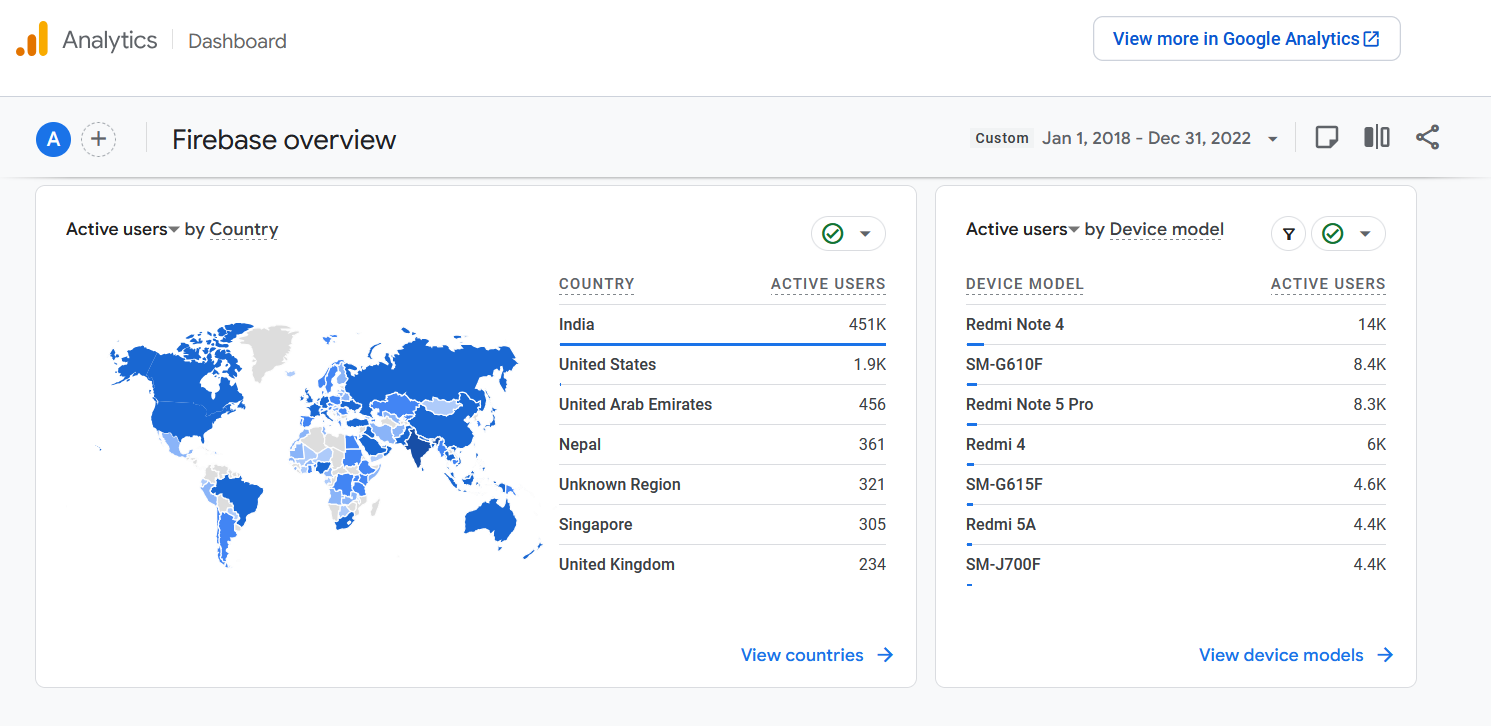 Analytics Dashboard
View more in Google Analytics
A + Firebase overview
Custom Jan 1, 2018 - Dec 31, 2022
Active users by Country
COUNTRY ACTIVE USERS
India 451K
United States 1.9K
United Arab Emirates 456
Nepal 361
Unknown Region 321
Singapore 305
United Kingdom 234
View countries
Active users by Device model
DEVICE MODEL ACTIVE USERS
Redmi Note 4 14K
SM-G610F 8.4K
Redmi Note 5 Pro 8.3K
Redmi 4 6K
SM-G615F 4.6K
Redmi 5A 4.4K
SM-J700F 4.4K
View device models